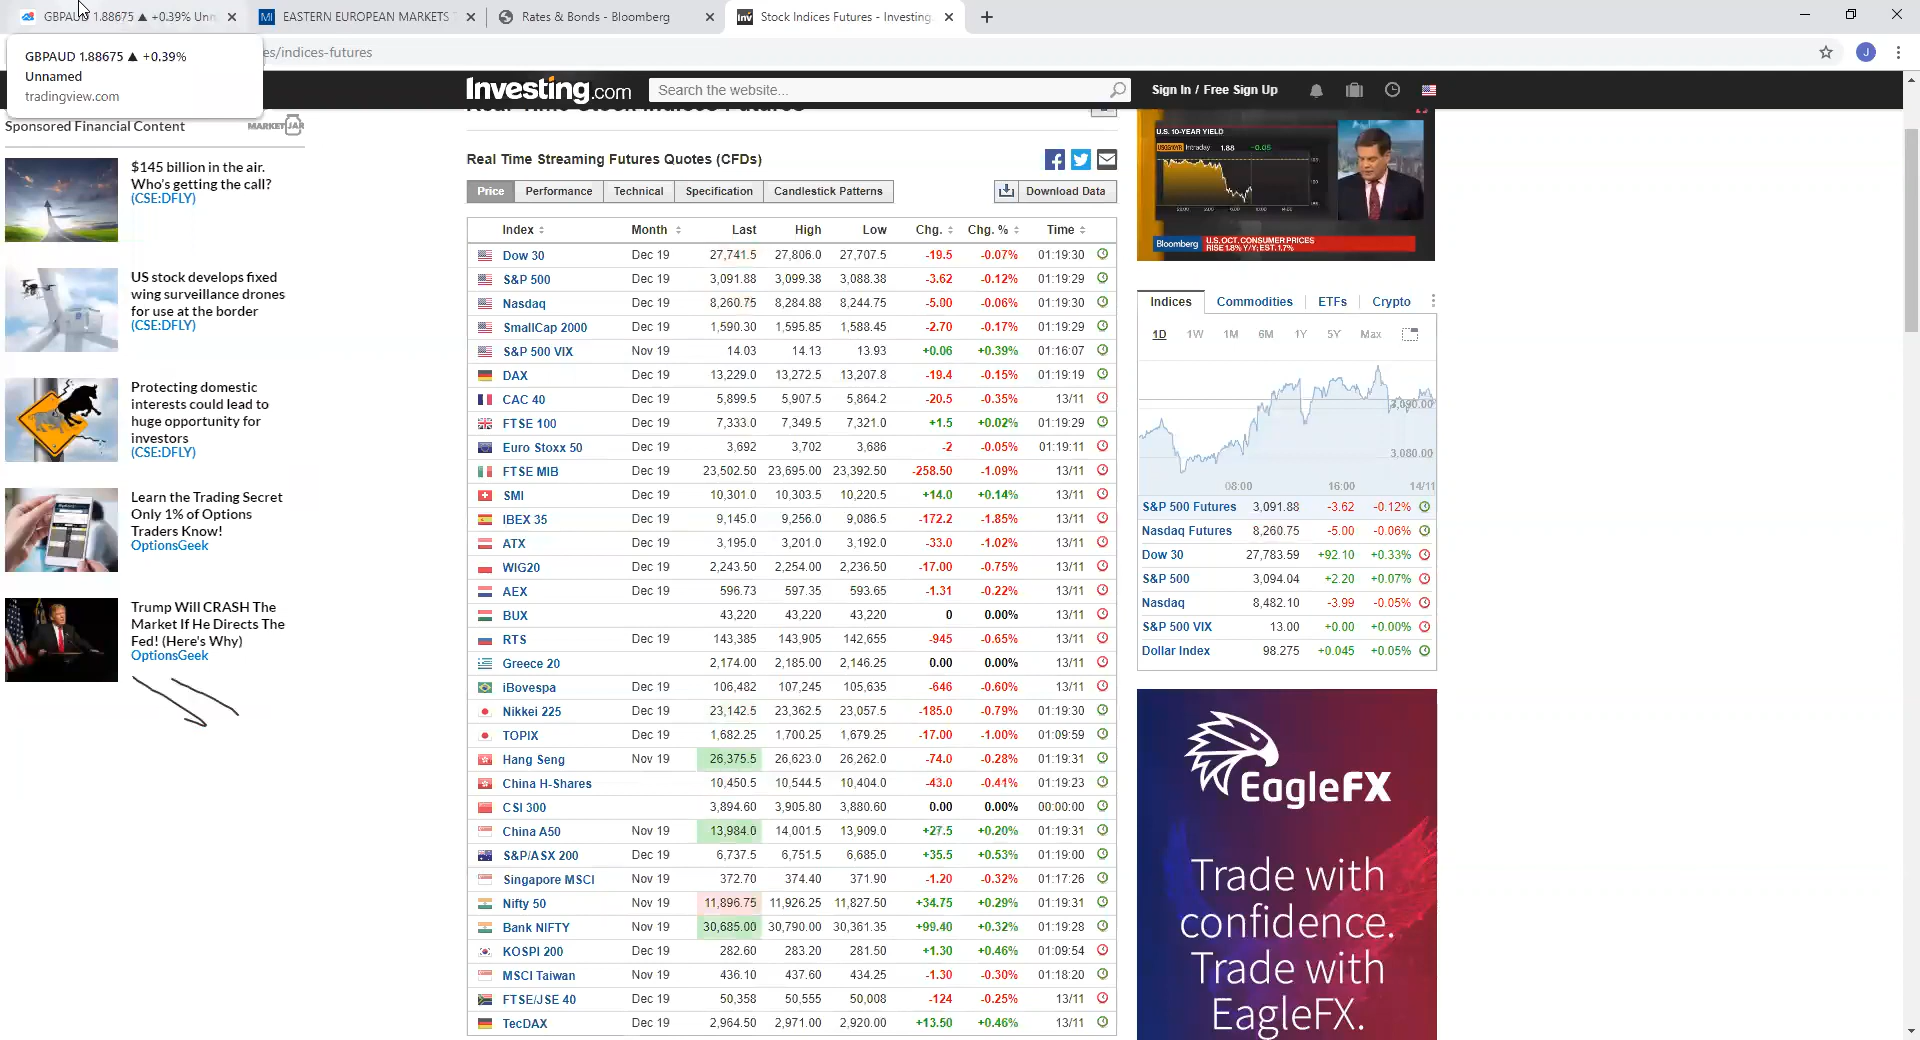 GBPAUD 1.88675 ▲ +0.39% Unn
EASTERN EUROPEAN MARKETS T
Rates & Bonds - Bloomberg
Stock Indices Futures - Investing.
GBPAUD 1.88675 ▲ +0.39%
Unnamed
tradingview.com
es/indices-futures
J
Investing.com
Search the website...
Sign In / Free Sign Up
Sponsored Financial Content
MARKETJAR
$145 billion in the air.
Who's getting the call?
(CSE:DFLY)
US stock develops fixed
wing surveillance drones
for use at the border
(CSE:DFLY)
Protecting domestic
interests could lead to
huge opportunity for
investors
(CSE:DFLY)
Learn the Trading Secret
Only 1% of Options
Traders Know!
OptionsGeek
Trump Will CRASH The
Market If He Directs The
Fed! (Here's Why)
OptionsGeek
Real Time Stock Indices Futures
Real Time Streaming Futures Quotes (CFDs)
Price Performance Technical Specification Candlestick Patterns Download Data
Index Month Last High Low Chg. Chg. % Time
Dow 30 Dec 19 27,741.5 27,806.0 27,707.5 -19.5 -0.07% 01:19:30
S&P 500 Dec 19 3,091.88 3,099.38 3,088.38 -3.62 -0.12% 01:19:29
Nasdaq Dec 19 8,260.75 8,284.88 8,244.75 -5.00 -0.06% 01:19:30
SmallCap 2000 Dec 19 1,590.30 1,595.85 1,588.45 -2.70 -0.17% 01:19:29
S&P 500 VIX Nov 19 14.03 14.13 13.93 +0.06 +0.39% 01:16:07
DAX Dec 19 13,229.0 13,272.5 13,207.8 -19.4 -0.15% 01:19:19
CAC 40 Dec 19 5,899.5 5,907.5 5,864.2 -20.5 -0.35% 13/11
FTSE 100 Dec 19 7,333.0 7,349.5 7,321.0 +1.5 +0.02% 01:19:29
Euro Stoxx 50 Dec 19 3,692 3,702 3,686 -2 -0.05% 01:19:11
FTSE MIB Dec 19 23,502.50 23,695.00 23,392.50 -258.50 -1.09% 13/11
SMI Dec 19 10,301.0 10,303.5 10,220.5 +14.0 +0.14% 13/11
IBEX 35 Dec 19 9,145.0 9,256.0 9,086.5 -172.2 -1.85% 13/11
ATX Dec 19 3,195.0 3,201.0 3,192.0 -33.0 -1.02% 13/11
WIG20 Dec 19 2,243.50 2,254.00 2,236.50 -17.00 -0.75% 13/11
AEX Dec 19 596.73 597.35 593.65 -1.31 -0.22% 13/11
BUX 43,220 43,220 43,220 0 0.00% 13/11
RTS Dec 19 143,385 143,905 142,655 -945 -0.65% 13/11
Greece 20 2,174.00 2,185.00 2,146.25 0.00 0.00% 13/11
iBovespa Dec 19 106,482 107,245 105,635 -646 -0.60% 13/11
Nikkei 225 Dec 19 23,142.5 23,362.5 23,057.5 -185.0 -0.79% 01:19:30
TOPIX Dec 19 1,682.25 1,700.25 1,679.25 -17.00 -1.00% 01:09:59
Hang Seng Nov 19 26,375.5 26,623.0 26,262.0 -74.0 -0.28% 01:19:31
China H-Shares 10,450.5 10,544.5 10,404.0 -43.0 -0.41% 01:19:23
CSI 300 3,894.60 3,905.80 3,880.60 0.00 0.00% 00:00:00
China A50 Nov 19 13,984.0 14,001.5 13,909.0 +27.5 +0.20% 01:19:31
S&P/ASX 200 Dec 19 6,737.5 6,751.5 6,685.0 +35.5 +0.53% 01:19:00
Singapore MSCI Nov 19 372.70 374.40 371.90 -1.20 -0.32% 01:17:26
Nifty 50 Nov 19 11,896.75 11,926.25 11,827.50 +34.75 +0.29% 01:19:31
Bank NIFTY Nov 19 30,685.00 30,790.00 30,361.35 +99.40 +0.32% 01:19:28
KOSPI 200 Dec 19 282.60 283.20 281.50 +1.30 +0.46% 01:09:54
MSCI Taiwan Nov 19 436.10 437.60 434.25 -1.30 -0.30% 01:18:20
FTSE/JSE 40 Dec 19 50,358 50,555 50,008 -124 -0.25% 13/11
TecDAX Dec 19 2,964.50 2,971.00 2,920.00 +13.50 +0.46% 13/11
U.S. 10-YEAR YIELD
Intraday 1.88 -0.05
Bloomberg
U.S. OCT. CONSUMER PRICES
RISE 1.8% Y/Y; EST. 1.7%
Indices Commodities ETFs Crypto
1D 1W 1M 6M 1Y 5Y Max
3,090.00
3,080.00
08:00 16:00 14/11
S&P 500 Futures 3,091.88 -3.62 -0.12%
Nasdaq Futures 8,260.75 -5.00 -0.06%
Dow 30 27,783.59 +92.10 +0.33%
S&P 500 3,094.04 +2.20 +0.07%
Nasdaq 8,482.10 -3.99 -0.05%
S&P 500 VIX 13.00 +0.00 +0.00%
Dollar Index 98.275 +0.045 +0.05%
EagleFX
Trade with
confidence.
Trade with
EagleFX.